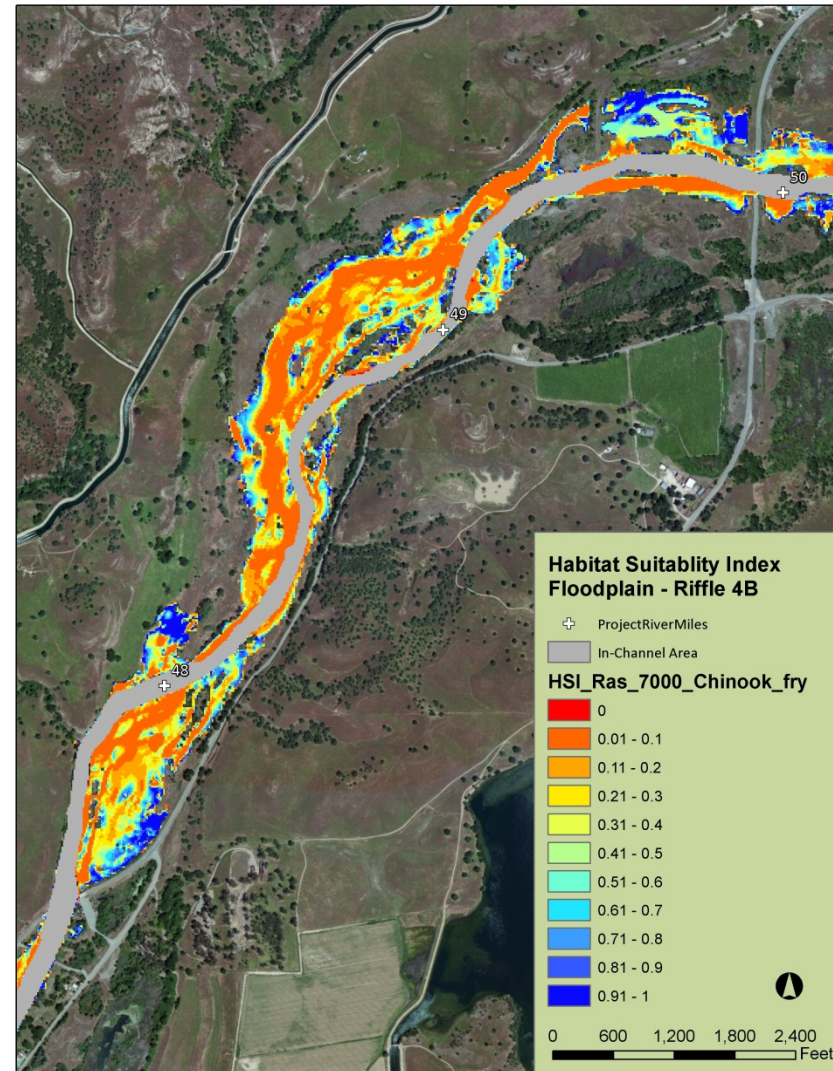 50
49
48
Habitat Suitablity Index
Floodplain - Riffle 4B
ProjectRiverMiles
In-Channel Area
HSI_Ras_7000_Chinook_fry
0
0.01 - 0.1
0.11 - 0.2
0.21 - 0.3
0.31 - 0.4
0.41 - 0.5
0.51 - 0.6
0.61 - 0.7
0.71 - 0.8
0.81 - 0.9
0.91 - 1
0 600 1,200 1,800 2,400
Feet